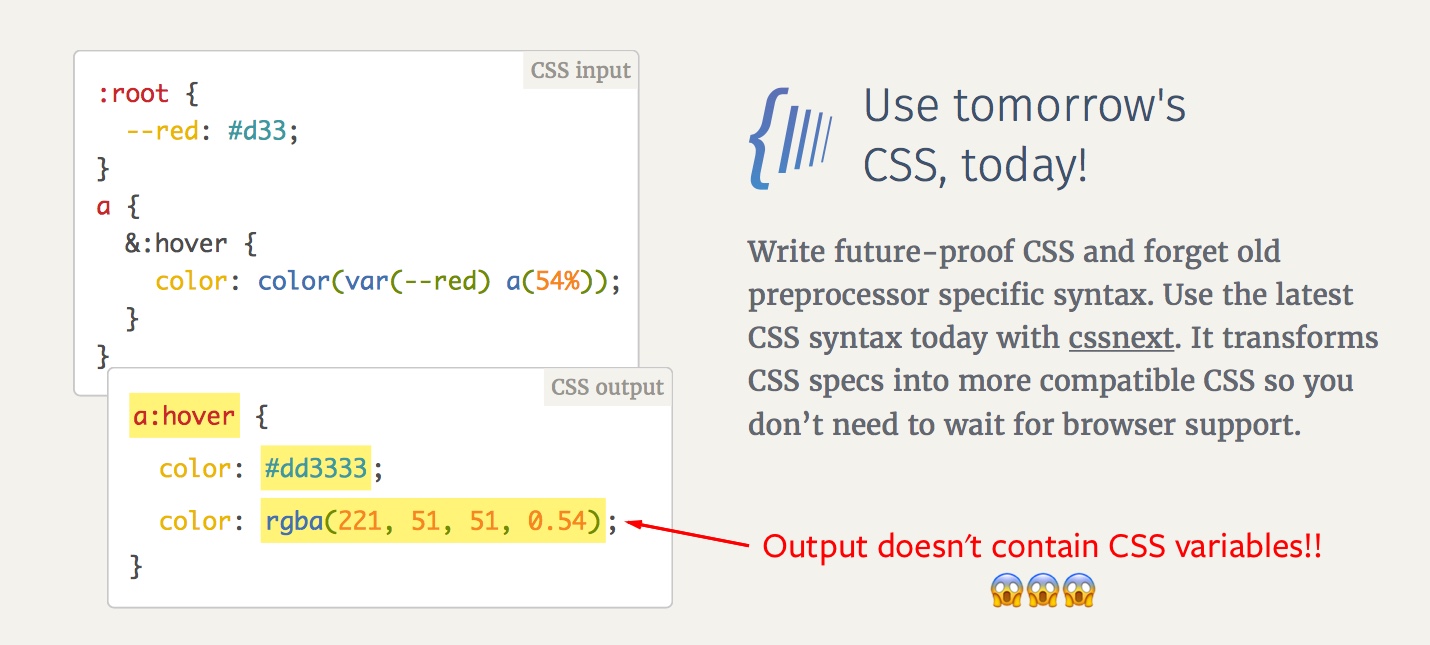 CSS input
:root {
--red: #d33;
}
a {
&:hover {
color: color(var(--red) a(54%));
}
}
CSS output
a:hover {
color: #dd3333;
color: rgba(221, 51, 51, 0.54);
}
Use tomorrow's
CSS, today!
Write future-proof CSS and forget old
preprocessor specific syntax. Use the latest
CSS syntax today with cssnext. It transforms
CSS specs into more compatible CSS so you
don’t need to wait for browser support.
Output doesn't contain CSS variables!!
😱😱😱